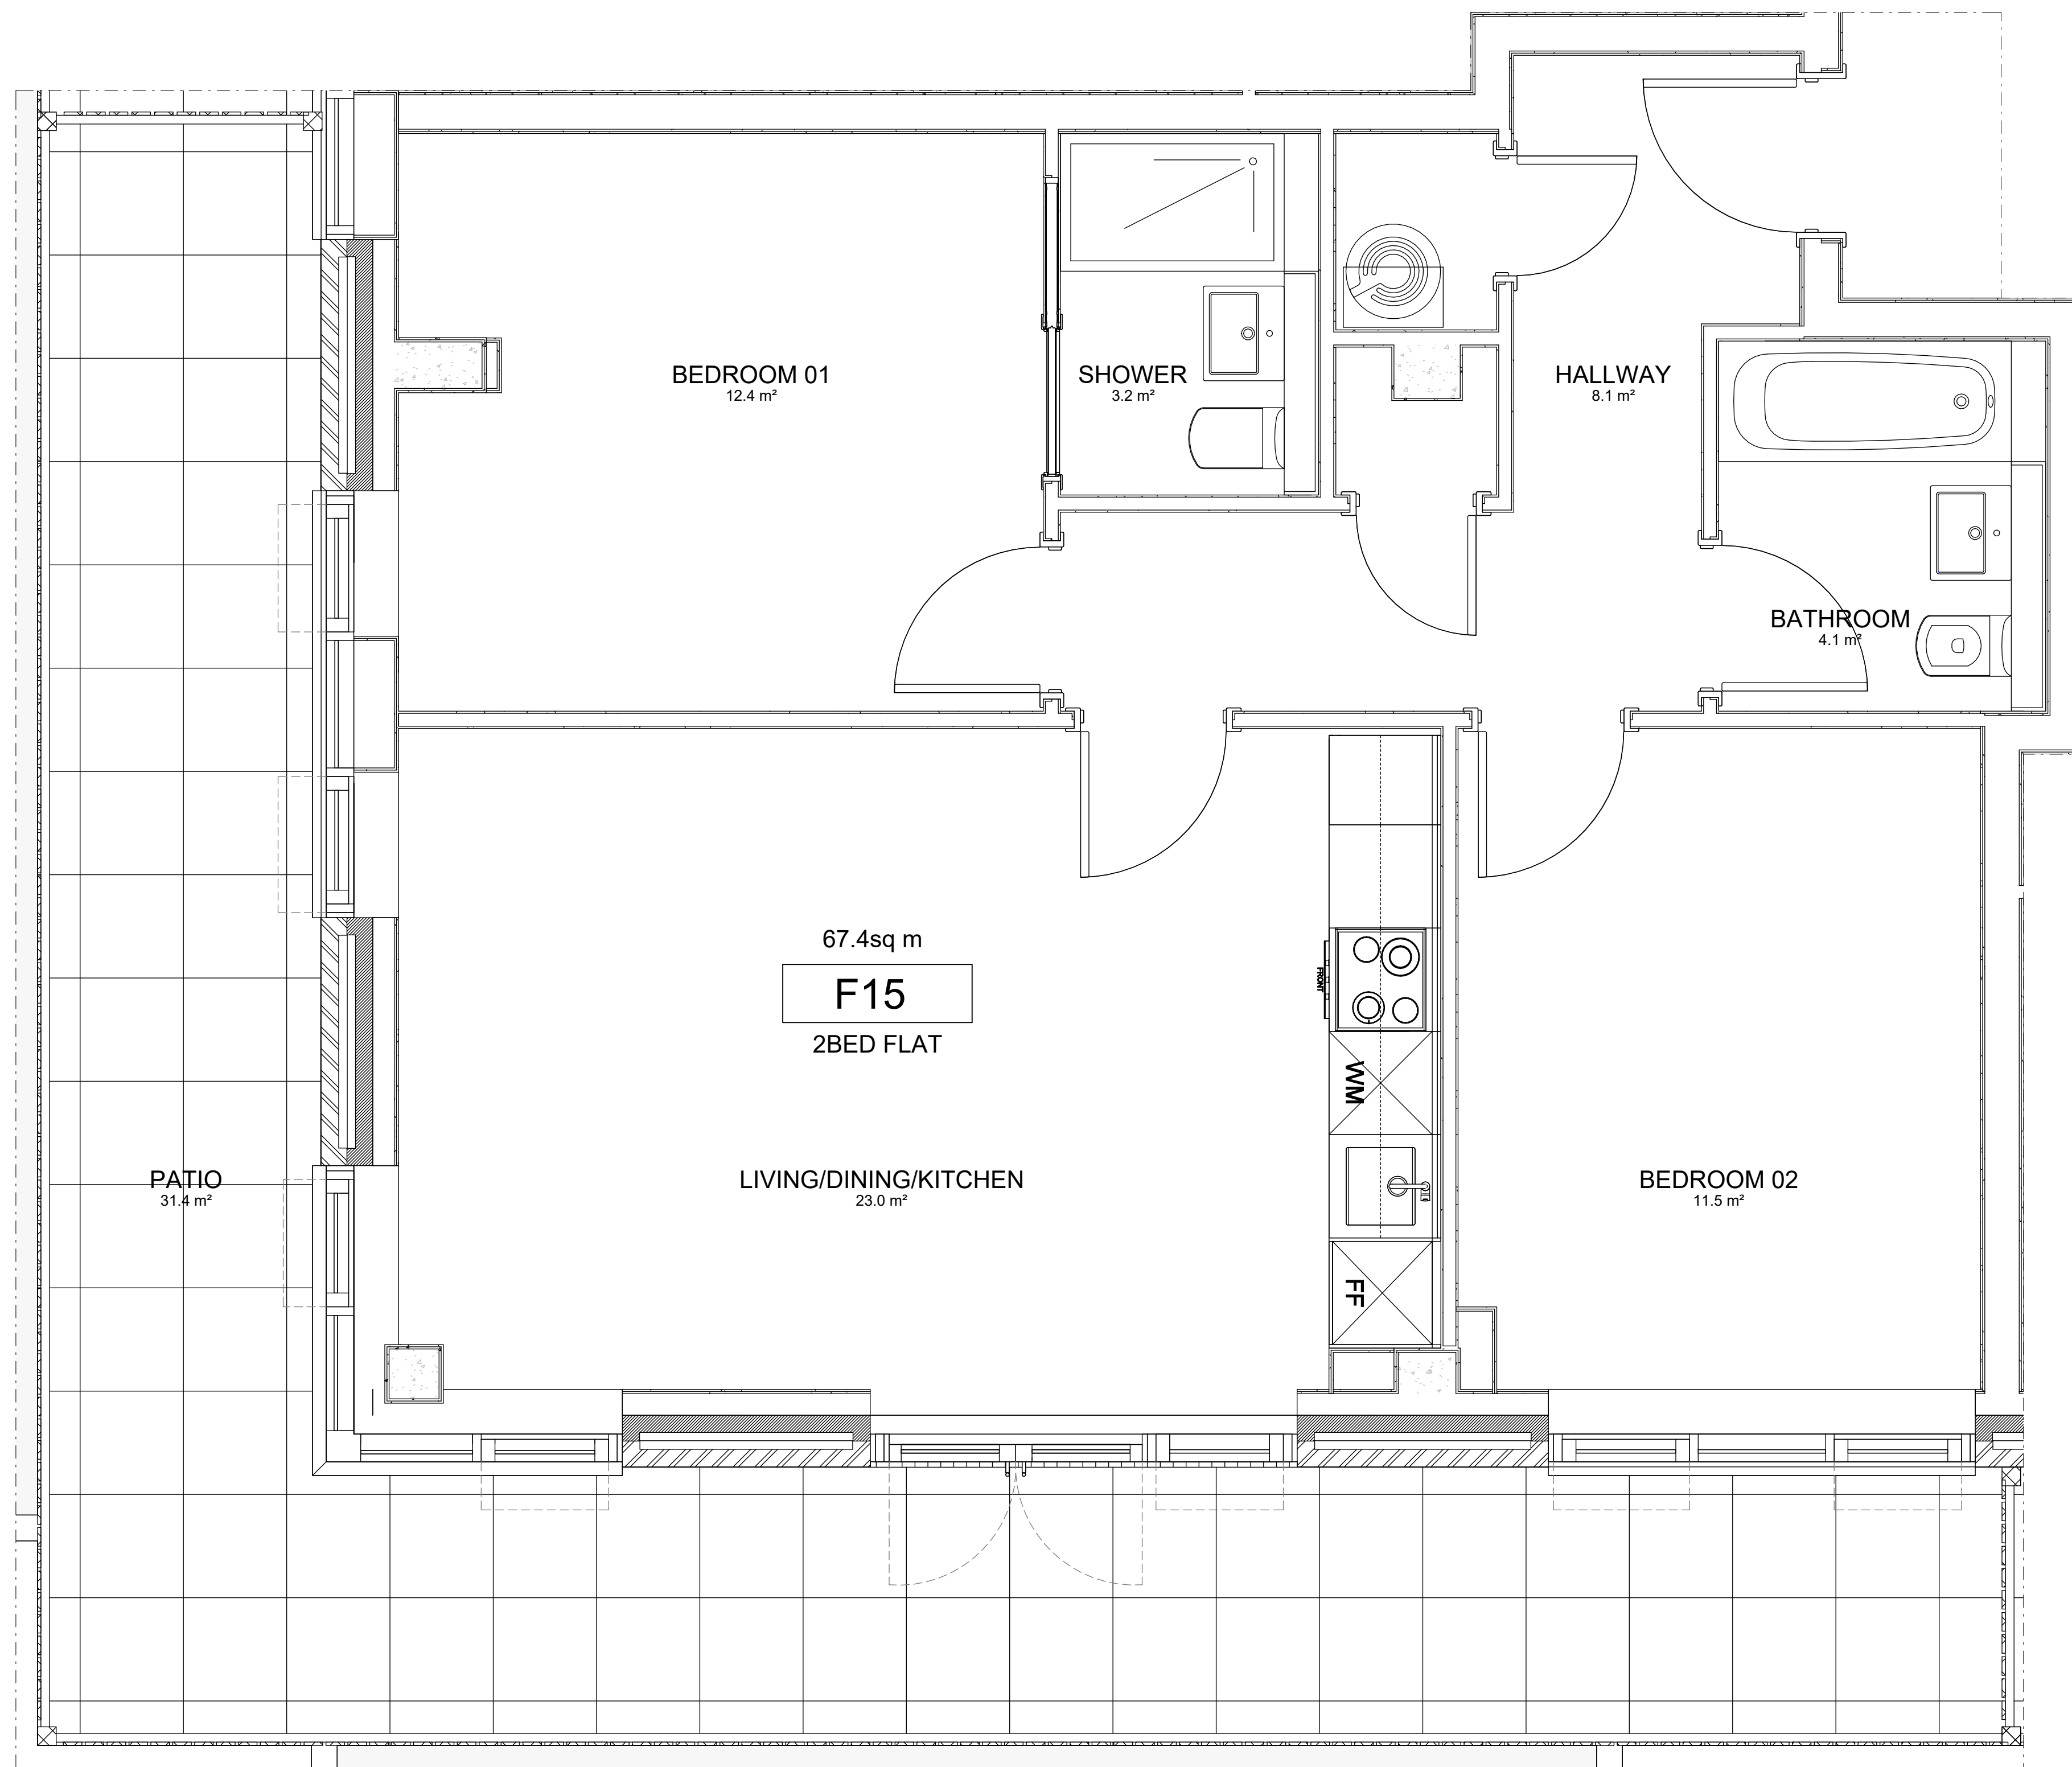 BEDROOM 01
12.4 m²
SHOWER
3.2 m²
HALLWAY
8.1 m²
BATHROOM
4.1 m²
67.4sq m
F15
2BED FLAT
FRONT
WM
PATIO
31.4 m²
LIVING/DINING/KITCHEN
23.0 m²
BEDROOM 02
11.5 m²
FF